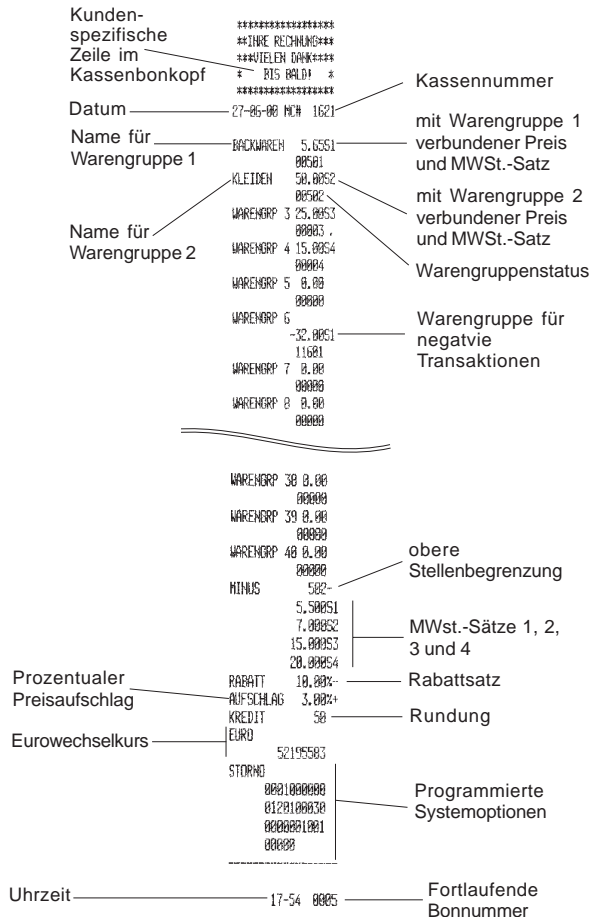 Kunden-
spezifische
Zeile im
Kassenbonkopf
******************
**IHRE RECHNUNG***
***VIELEN DANK****
* BIS BALD! *
******************
Datum
27-06-00 MC# 1621
Kassennummer
Name für
Warengruppe 1
BACKWAREN 5.65S1
00501
mit Warengruppe 1
verbundener Preis
und MWSt.-Satz
KLEIDEN 50.00S2
00502
mit Warengruppe 2
verbundener Preis
und MWSt.-Satz
WARENGRP 3 25.00S3
00003
Name für
Warengruppe 2
WARENGRP 4 15.00S4
00004
Warengruppenstatus
WARENGRP 5 0.00
00000
WARENGRP 6
-32.00S1
11601
Warengruppe für
negatvie
Transaktionen
WARENGRP 7 0.00
00000
WARENGRP 8 0.00
00000
WARENGRP 38 0.00
00000
WARENGRP 39 0.00
00000
WARENGRP 40 0.00
00000
obere
Stellenbegrenzung
MINUS 502-
5.500S1
7.000S2
15.000S3
20.000S4
MWst.-Sätze 1, 2,
3 und 4
Prozentualer
Preisaufschlag
RABATT 10.00%-
Rabattsatz
AUFSCHLAG 3.00%+
KREDIT 50
Rundung
Eurowechselkurs
EURO
52195583
STORNO
0001000000
0120100030
0000001001
00000
Programmierte
Systemoptionen
Uhrzeit
17-54 0005
Fortlaufende
Bonnummer